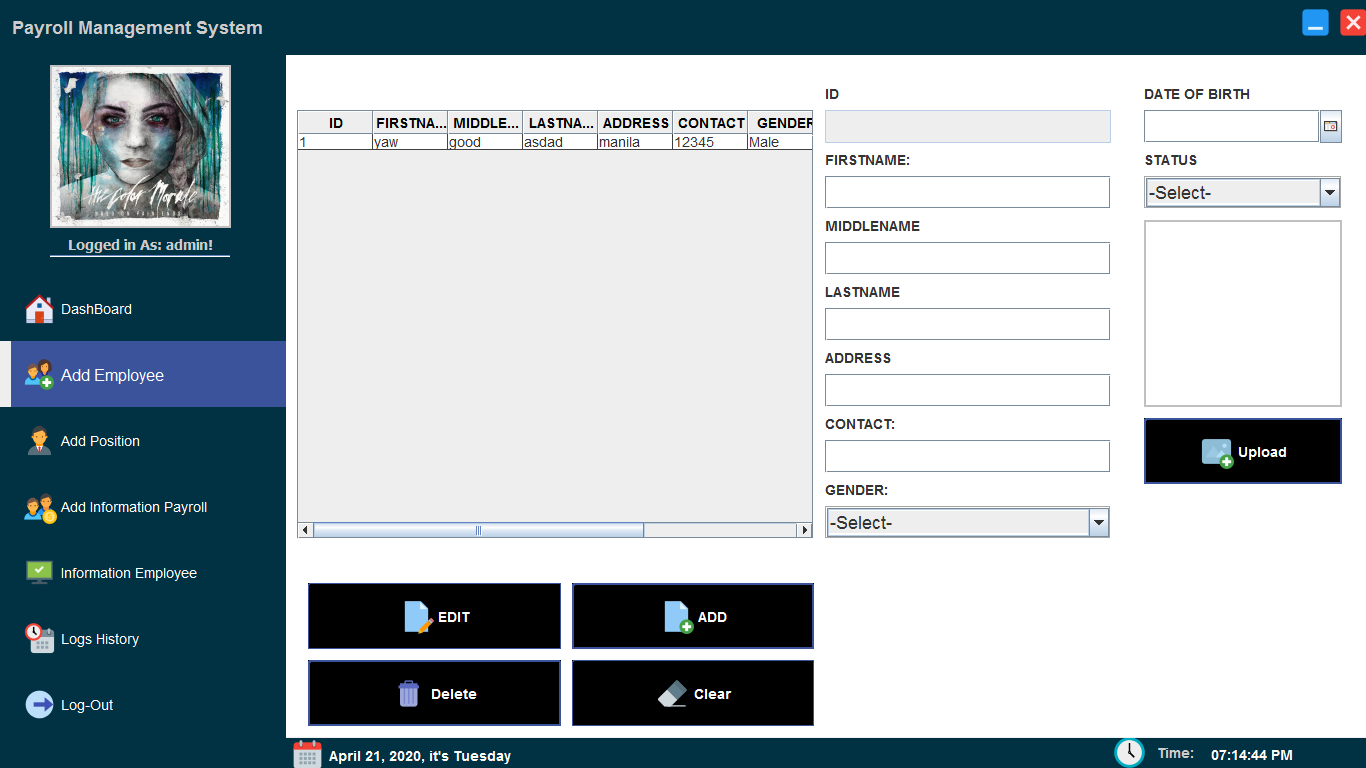 Payroll Management System
Logged in As: admin!
DashBoard
Add Employee
Add Position
Add Information Payroll
Information Employee
Logs History
Log-Out
ID FIRSTNA... MIDDLE... LASTNA... ADDRESS CONTACT GENDER
1 yaw good asdad manila 12345 Male
EDIT
ADD
Delete
Clear
ID
FIRSTNAME:
MIDDLENAME
LASTNAME
ADDRESS
CONTACT:
GENDER:
-Select-
DATE OF BIRTH
STATUS
-Select-
Upload
April 21, 2020, it's Tuesday
Time: 07:14:44 PM